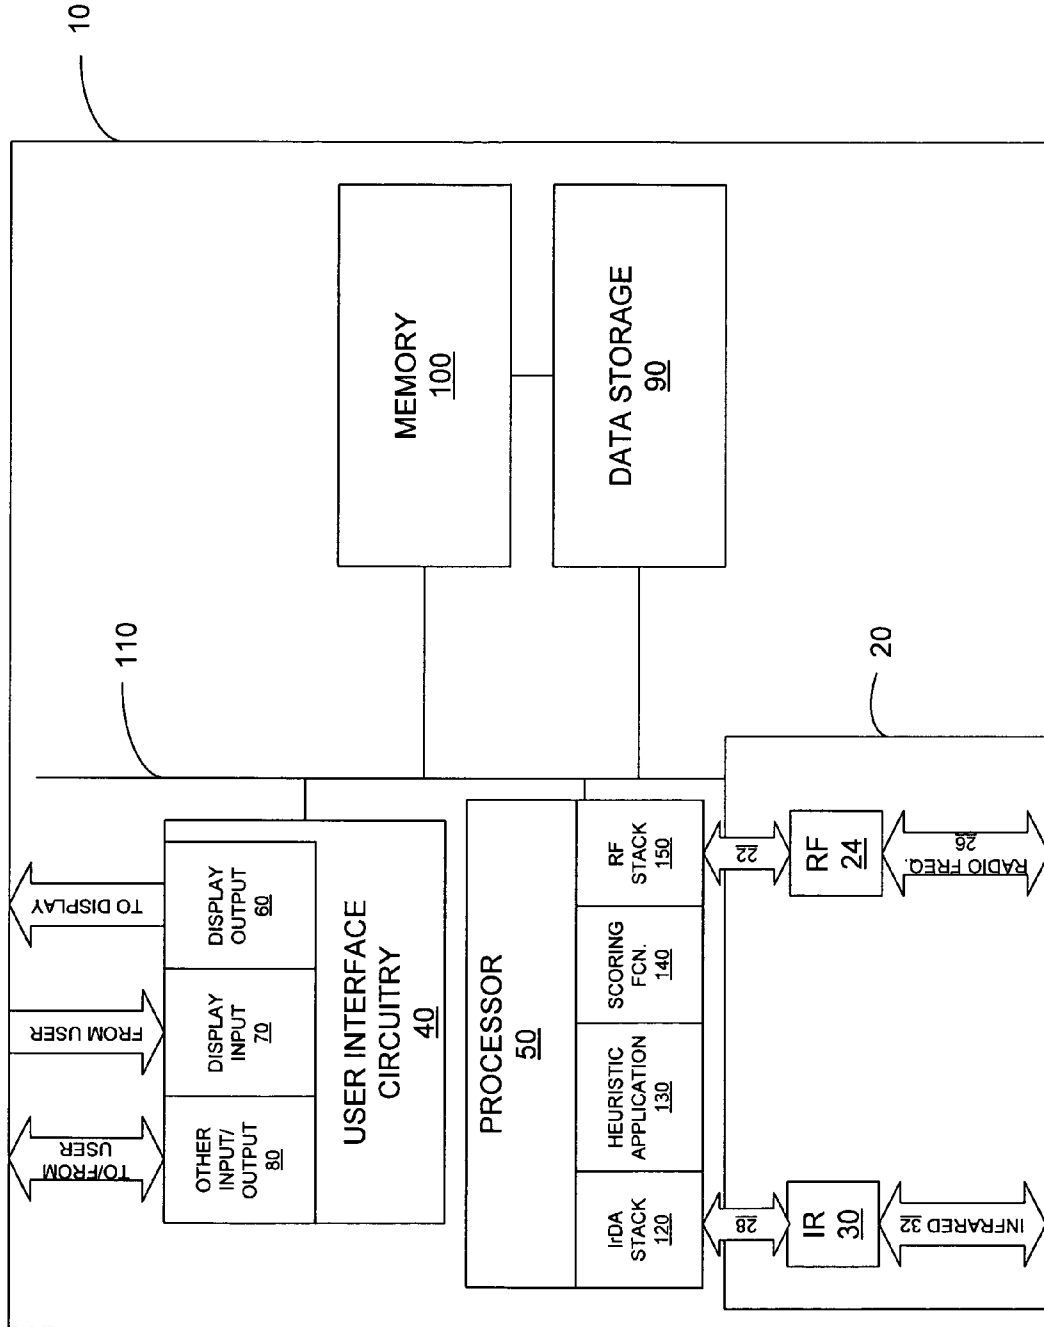 10
MEMORY
100
DATA STORAGE
90
110
20
TO DISPLAY
FROM USER
TO/FROM
USER
DISPLAY
OUTPUT
60
DISPLAY
INPUT
70
OTHER
INPUT/
OUTPUT
80
USER INTERFACE
CIRCUITRY
40
PROCESSOR
50
RF
STACK
150
SCORING
FCN.
140
HEURISTIC
APPLICATION
130
IrDA
STACK
120
22
28
RF
24
IR
30
26
RADIO FREQ.
INFRARED 32